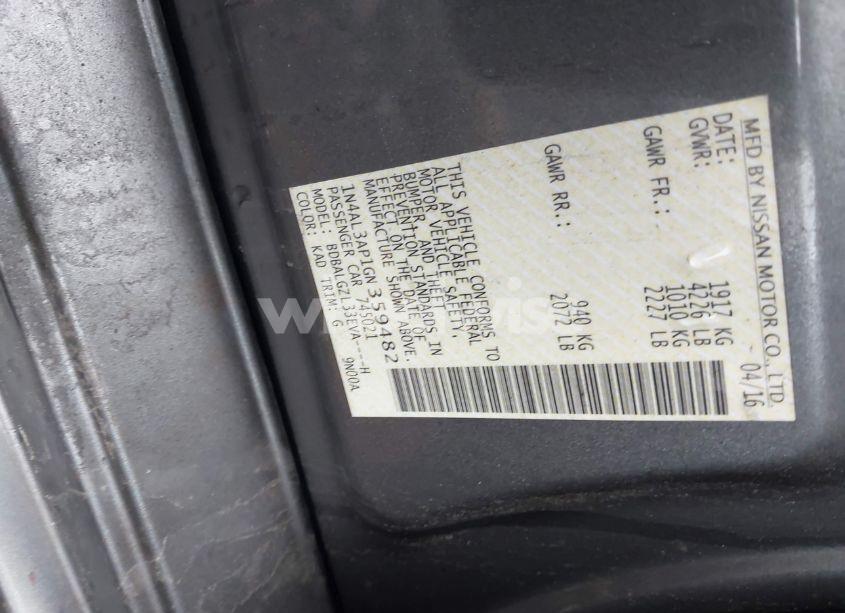 MFD BY NISSAN MOTOR CO., LTD.
DATE: 04/16
GVWR: 1917 KG
4226 LB
GAWR FR.: 1010 KG
2227 LB
GAWR RR.: 940 KG
2072 LB
THIS VEHICLE CONFORMS TO
ALL APPLICABLE FEDERAL
MOTOR VEHICLE SAFETY,
BUMPER, AND THEFT
PREVENTION STANDARDS IN
EFFECT ON THE DATE OF
MANUFACTURE SHOWN ABOVE.
1N4AL3AP1GN359482
PASSENGER CAR 745021
MODEL: BDBALGZL33EVA----H
COLOR: KAD TRIM: G 9N00A